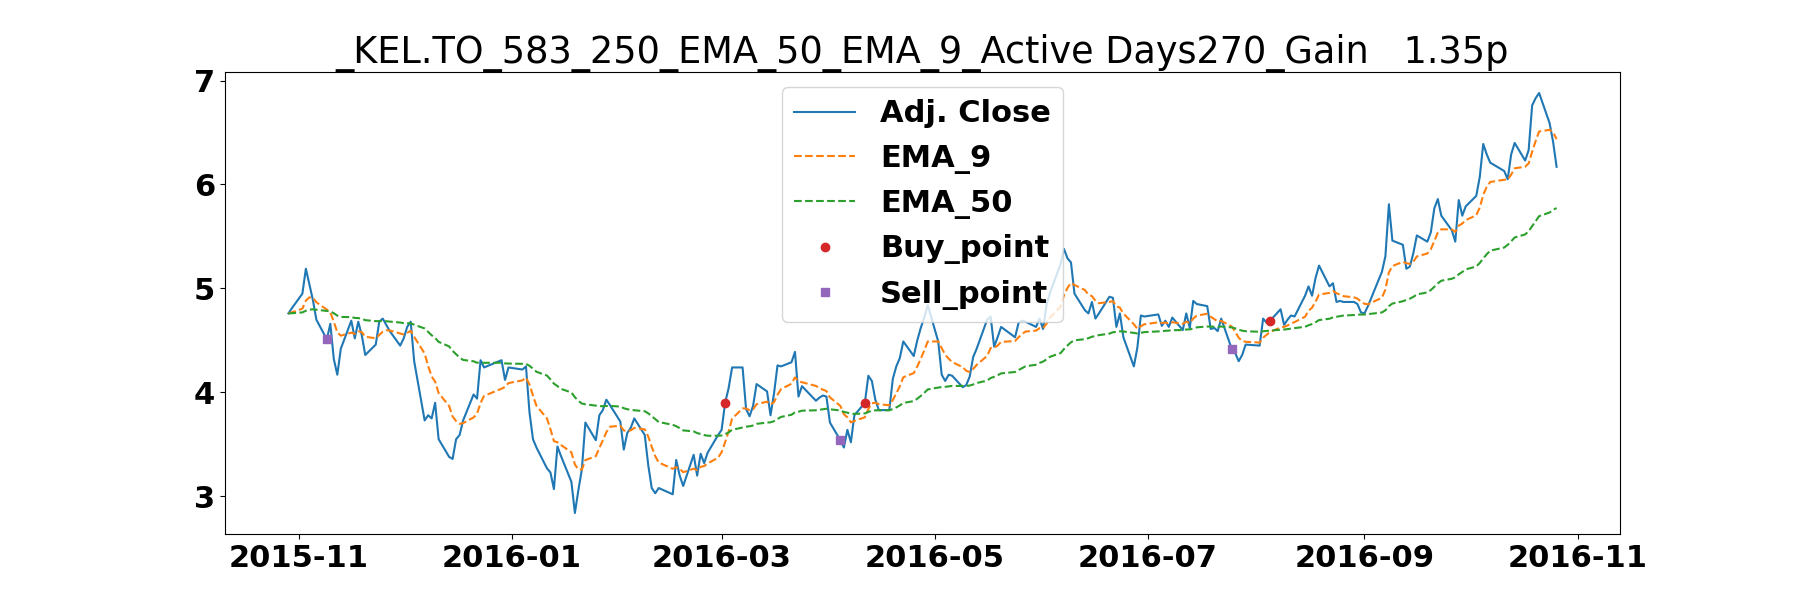 _KEL.TO_583_250_EMA_50_EMA_9_Active Days270_Gain   1.35p
7
6
5
4
3
Adj. Close
EMA_9
EMA_50
Buy_point
Sell_point
2015-11 2016-01 2016-03 2016-05 2016-07 2016-09 2016-11